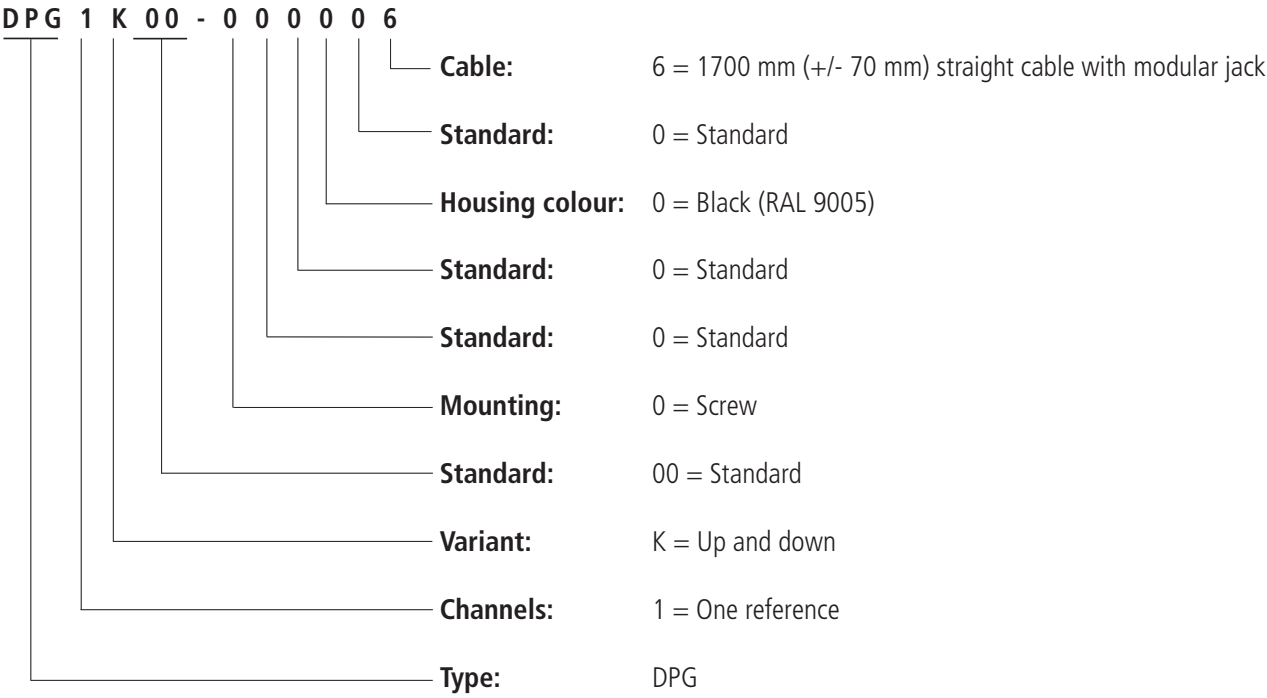 DPG 1 K 00 - 0 0 0 0 0 6
Cable: 6 = 1700 mm (+/- 70 mm) straight cable with modular jack
Standard: 0 = Standard
Housing colour: 0 = Black (RAL 9005)
Standard: 0 = Standard
Standard: 0 = Standard
Mounting: 0 = Screw
Standard: 00 = Standard
Variant: K = Up and down
Channels: 1 = One reference
Type: DPG